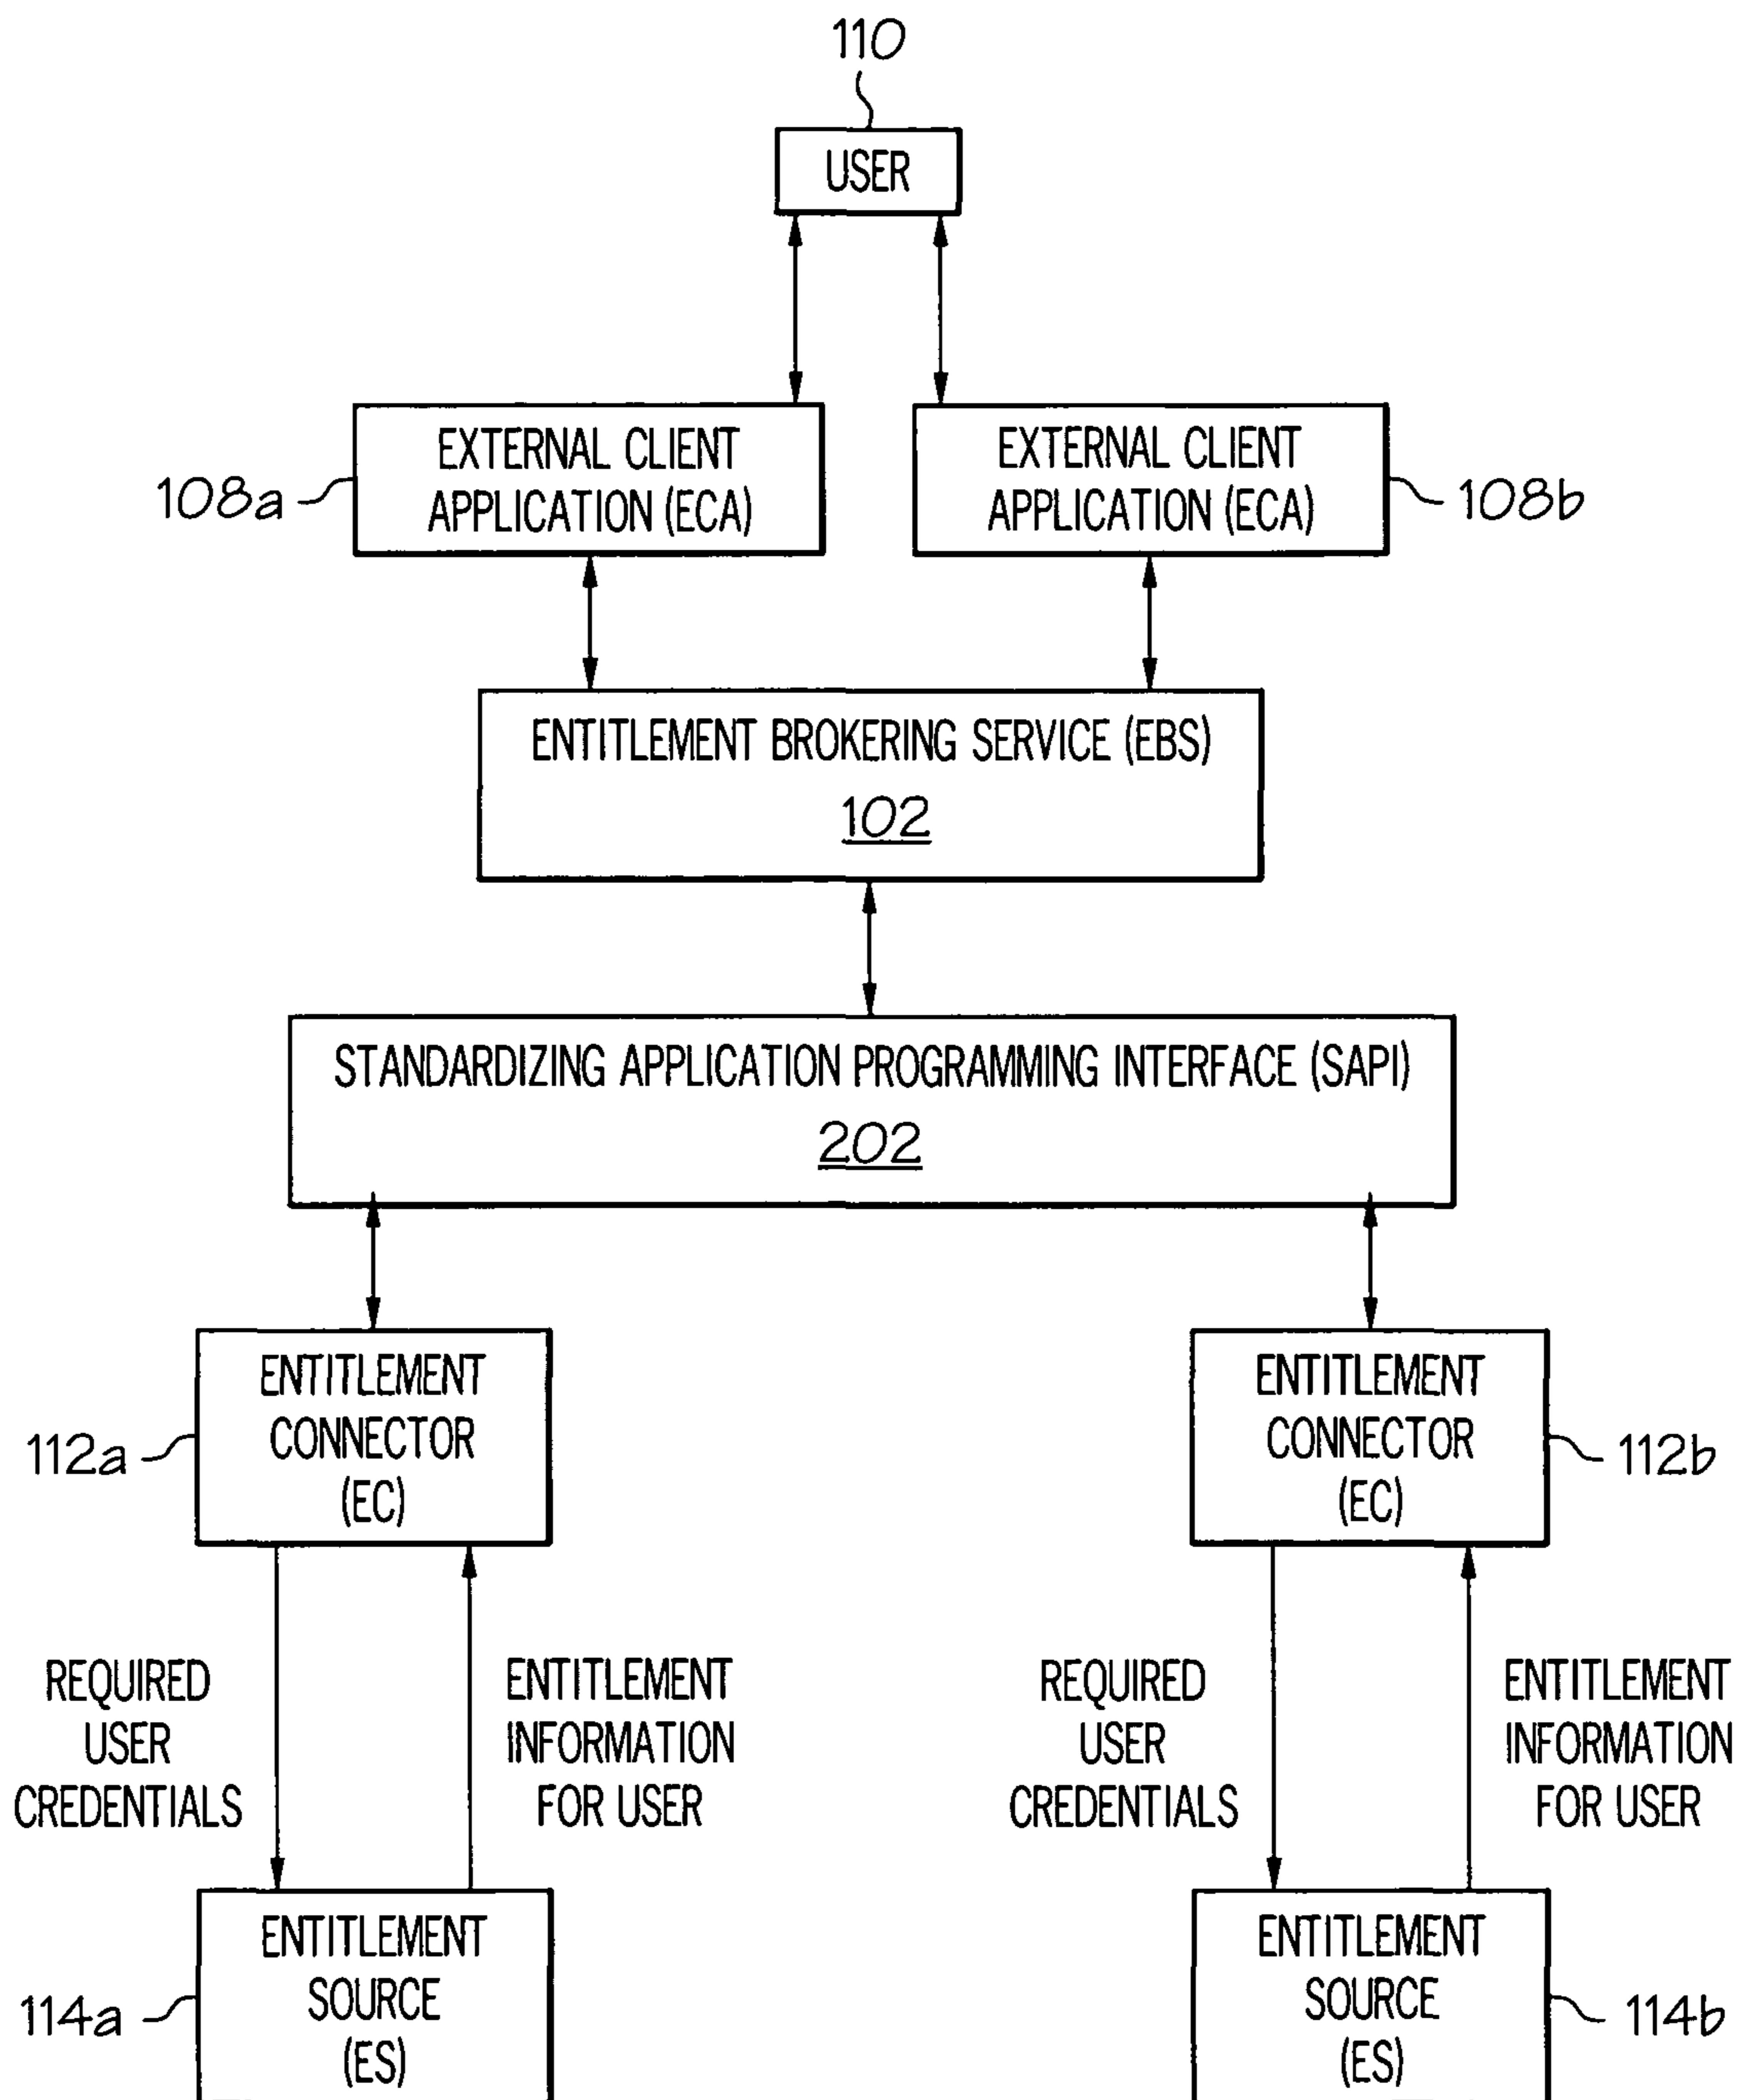 110
USER
EXTERNAL CLIENT
APPLICATION (ECA)
108a
EXTERNAL CLIENT
APPLICATION (ECA)
108b
ENTITLEMENT BROKERING SERVICE (EBS)
102
STANDARDIZING APPLICATION PROGRAMMING INTERFACE (SAPI)
202
ENTITLEMENT
CONNECTOR
(EC)
112a
ENTITLEMENT
CONNECTOR
(EC)
112b
REQUIRED
USER
CREDENTIALS
ENTITLEMENT
INFORMATION
FOR USER
REQUIRED
USER
CREDENTIALS
ENTITLEMENT
INFORMATION
FOR USER
ENTITLEMENT
SOURCE
(ES)
114a
ENTITLEMENT
SOURCE
(ES)
114b